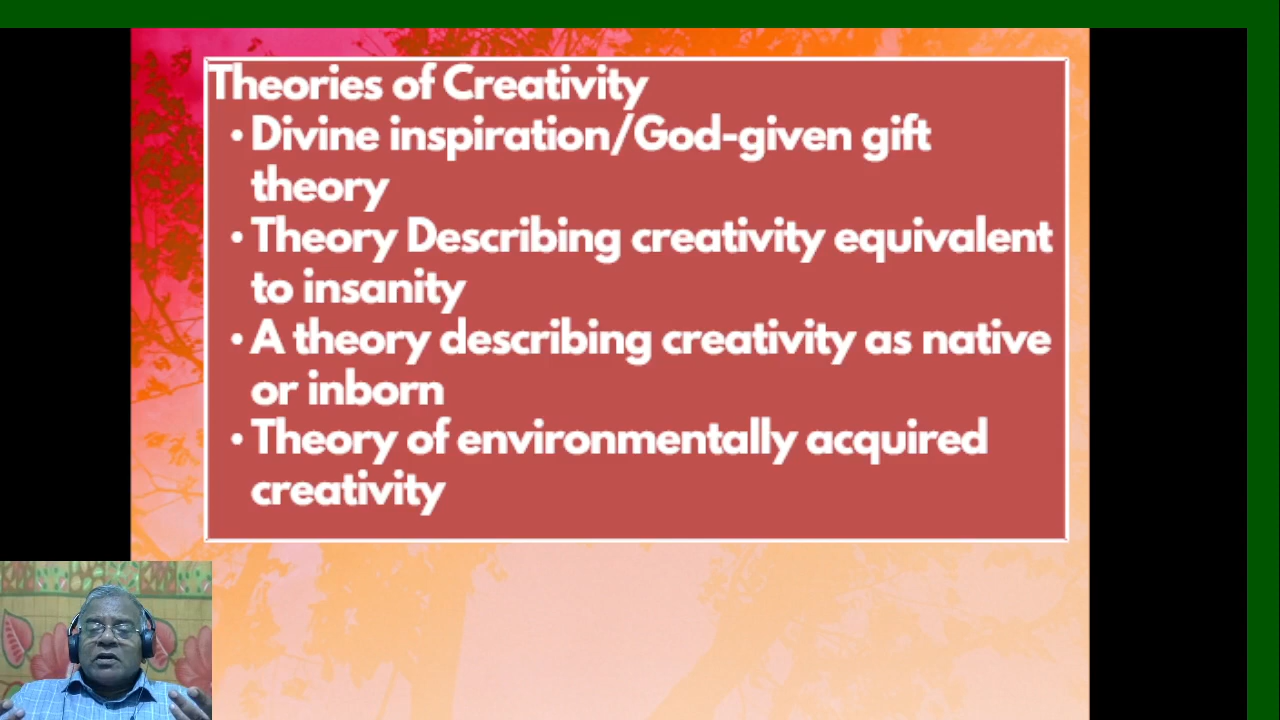 Theories of Creativity
• Divine inspiration/God-given gift
theory
• Theory Describing creativity equivalent
to insanity
• A theory describing creativity as native
or inborn
• Theory of environmentally acquired
creativity